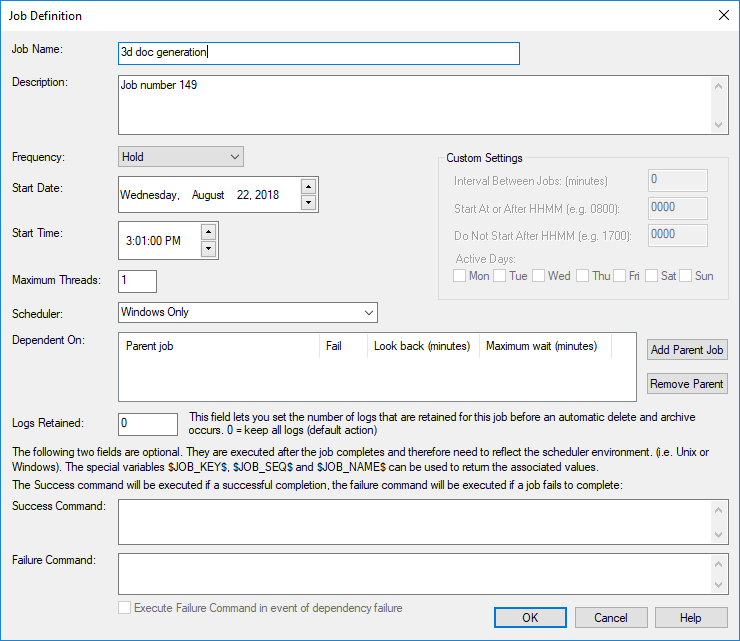 Job Definition
Job Name:
3d doc generation
Description:
Job number 149
Frequency:
Hold
Start Date:
Wednesday, August 22, 2018
Start Time:
3:01:00 PM
Maximum Threads:
1
Scheduler:
Windows Only
Custom Settings
Interval Between Jobs: (minutes)
0
Start At or After HHMM (e.g. 0800):
0000
Do Not Start After HHMM (e.g. 1700):
0000
Active Days:
Mon Tue Wed Thu Fri Sat Sun
Dependent On:
Parent job Fail Look back (minutes) Maximum wait (minutes)
Add Parent Job
Remove Parent
Logs Retained:
0
This field lets you set the number of logs that are retained for this job before an automatic delete and archive
occurs. 0 = keep all logs (default action)
The following two fields are optional. They are executed after the job completes and therefore need to reflect the scheduler environment. (i.e. Unix or
Windows). The special variables $JOB_KEY$, $JOB_SEQ$ and $JOB_NAME$ can be used to return the associated values.
The Success command will be executed if a successful completion, the failure command will be executed if a job fails to complete:
Success Command:
Failure Command:
Execute Failure Command in event of dependency failure
OK
Cancel
Help